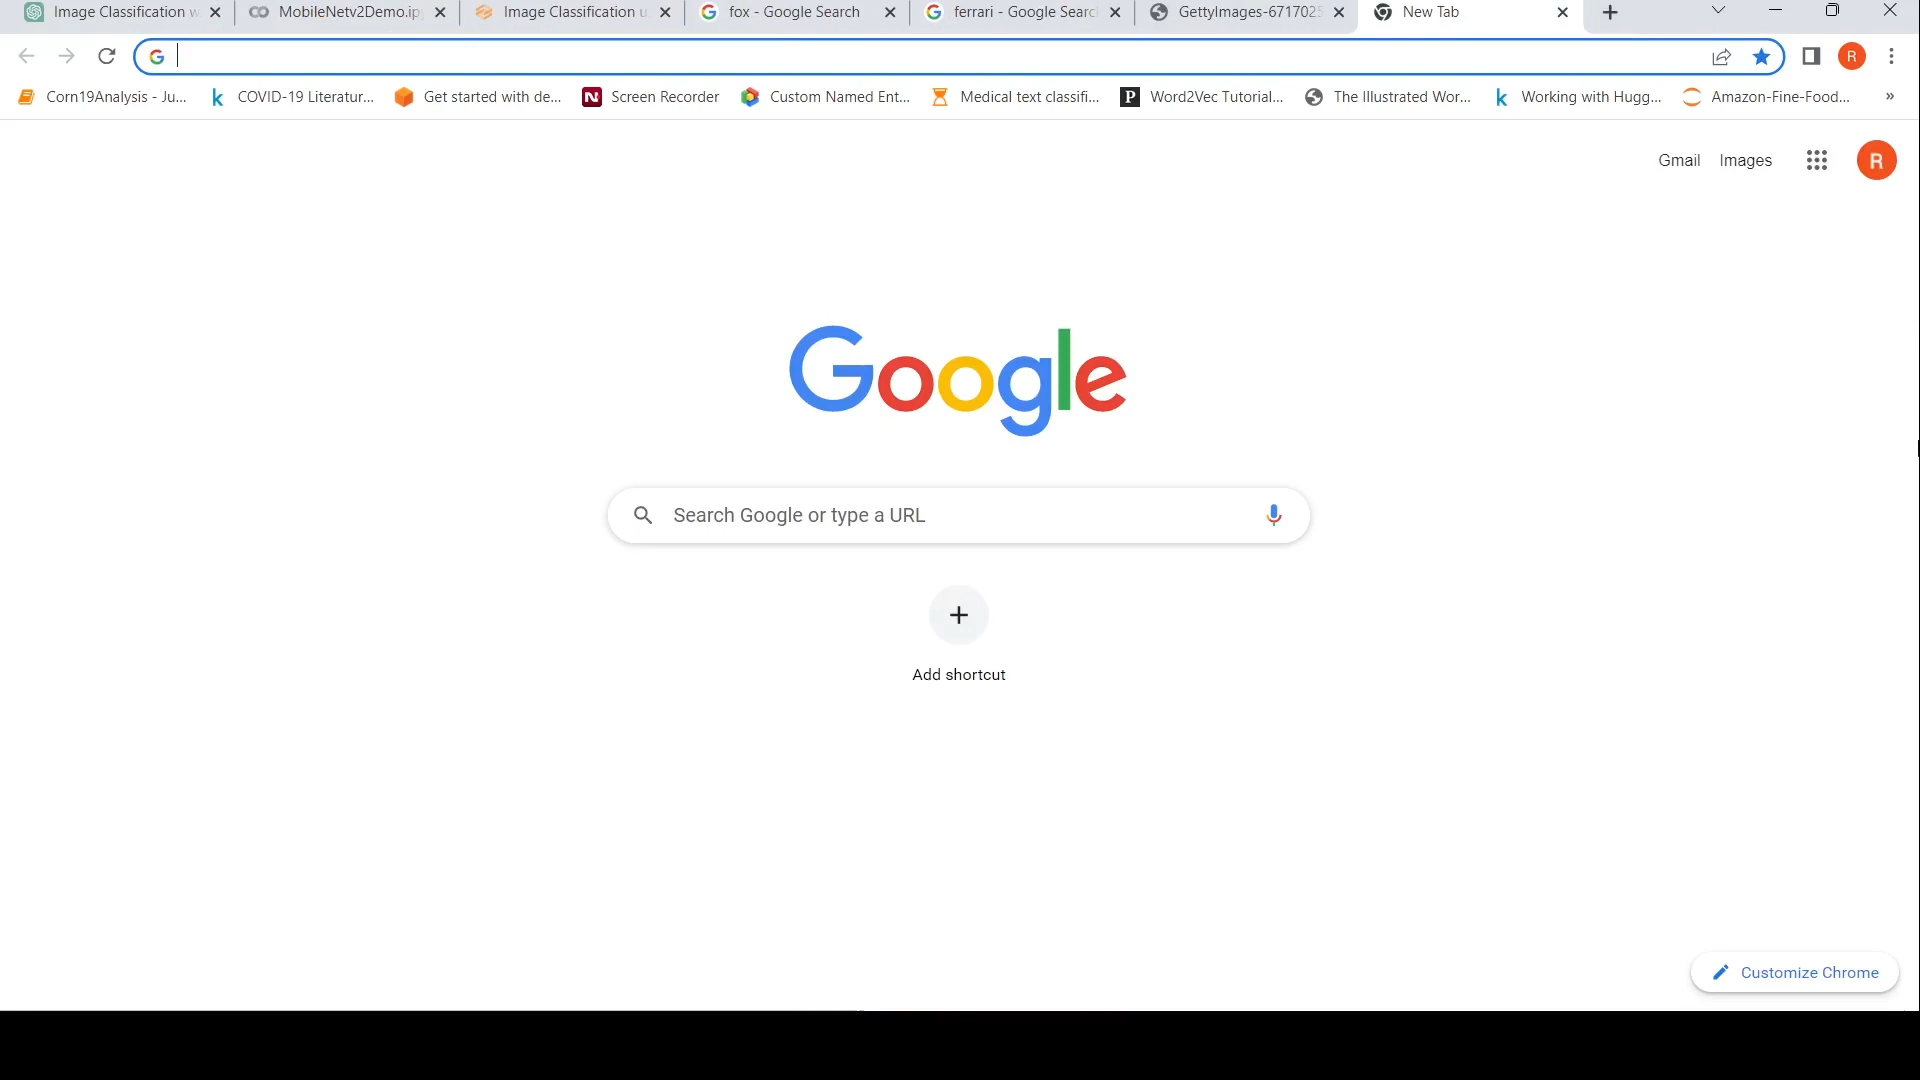 Image Classification w
MobileNetv2Demo.ip
Image Classification u
fox - Google Search
ferrari - Google Searc
GettyImages-671702
New Tab
R
Corn19Analysis - Ju...
COVID-19 Literatur...
Get started with de...
Screen Recorder
Custom Named Ent...
Medical text classifi...
Word2Vec Tutorial...
The Illustrated Wor...
Working with Hugg...
Amazon-Fine-Food...
»
Gmail
Images
R
Google
Search Google or type a URL
Add shortcut
Customize Chrome